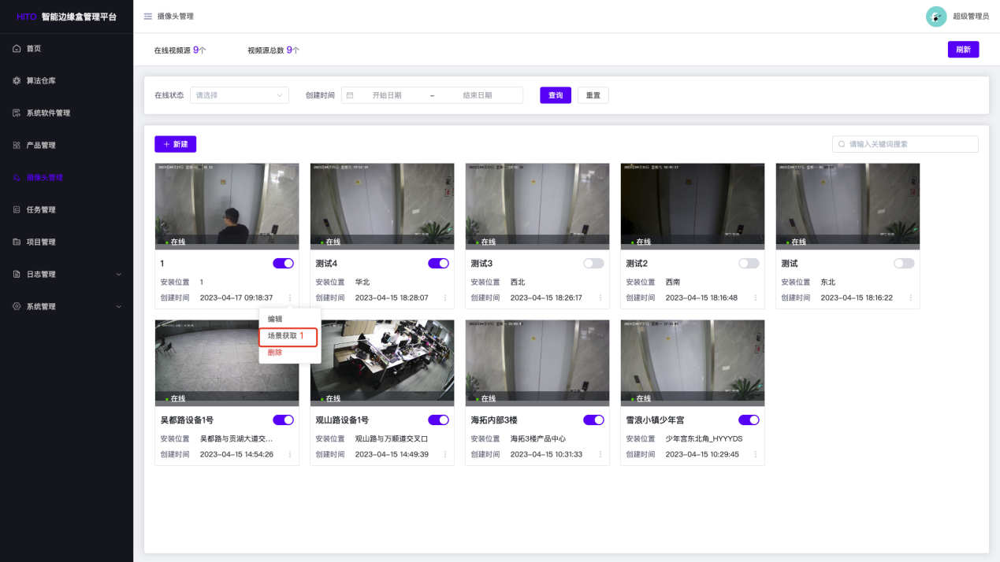 HITO 智能边缘盒管理平台
摄像头管理
超级管理员
首页
算法仓库
系统软件管理
产品管理
摄像头管理
任务管理
项目管理
日志管理
系统管理
在线视频源 9个 视频源总数 9个
刷新
在线状态 请选择 创建时间 开始日期 – 结束日期 查询 重置
+ 新建
请输入关键词搜索
在线 在线 在线 在线 在线
1 测试4 测试3 测试2 测试
安装位置 1 安装位置 华北 安装位置 西北 安装位置 西南 安装位置 东北
创建时间 2023–04–17 09:18:37 创建时间 2023–04–15 18:28:07 创建时间 2023–04–15 18:26:17 创建时间 2023–04–15 18:16:48 创建时间 2023–04–15 18:16:22
编辑
场景获取 1
删除
在线 在线 在线 在线
吴都路设备1号 观山路设备1号 海拓内部3楼 雪浪小镇少年宫
安装位置 吴都路与贡湖大道交... 安装位置 观山路与万顺道交叉口 安装位置 海拓3楼产品中心 安装位置 少年宫东北角_HYYYDS
创建时间 2023–04–15 14:54:26 创建时间 2023–04–15 14:49:39 创建时间 2023–04–15 10:31:33 创建时间 2023–04–15 10:29:45